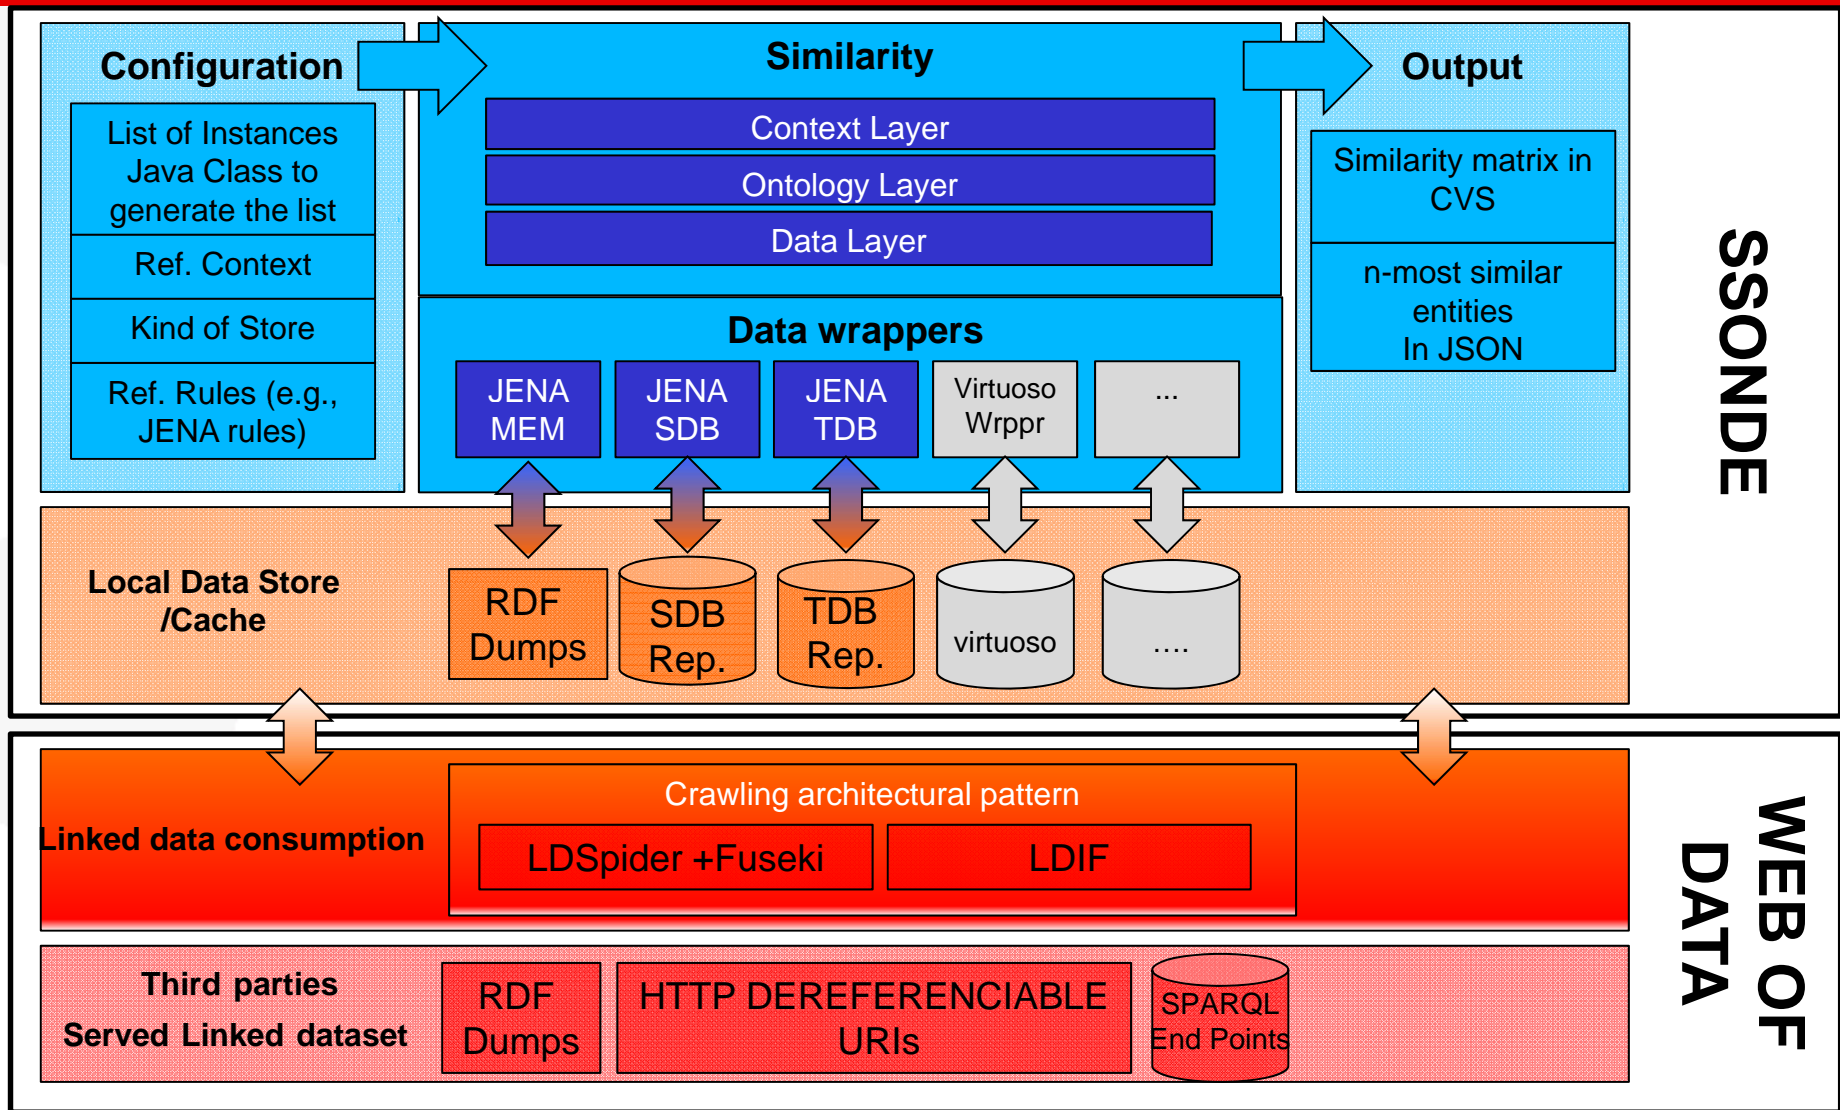 Configuration
List of Instances
Java Class to
generate the list
Ref. Context
Kind of Store
Ref. Rules (e.g.,
JENA rules)
Similarity
Context Layer
Ontology Layer
Data Layer
Data wrappers
JENA
MEM
JENA
SDB
JENA
TDB
Virtuoso
Wrppr
...
Output
Similarity matrix in
CVS
n-most similar
entities
In JSON
SSONDE
Local Data Store
/Cache
RDF
Dumps
SDB
Rep.
TDB
Rep.
virtuoso
....
Linked data consumption
Crawling architectural pattern
LDSpider +Fuseki
LDIF
WEB OF
DATA
Third parties
Served Linked dataset
RDF
Dumps
HTTP DEREFERENCIABLE
URIs
SPARQL
End Points